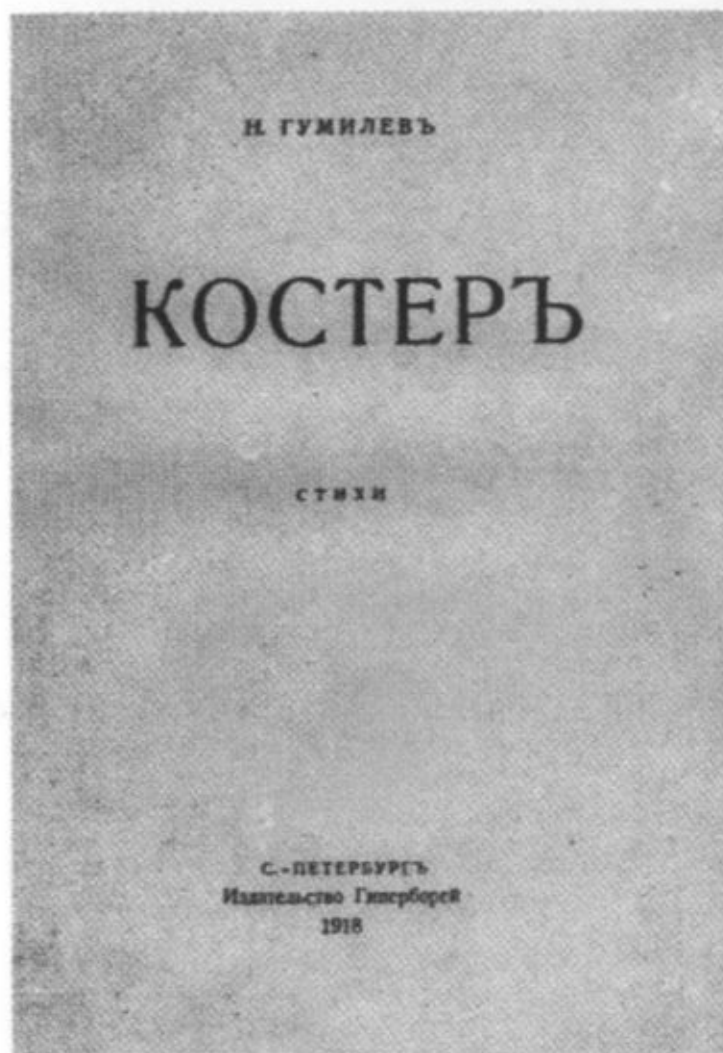 Н. ГУМИЛЕВЪ
КОСТЕРЪ
СТИХИ
С.-ПЕТЕРБУРГЪ
Издательство Гиперборей
1918